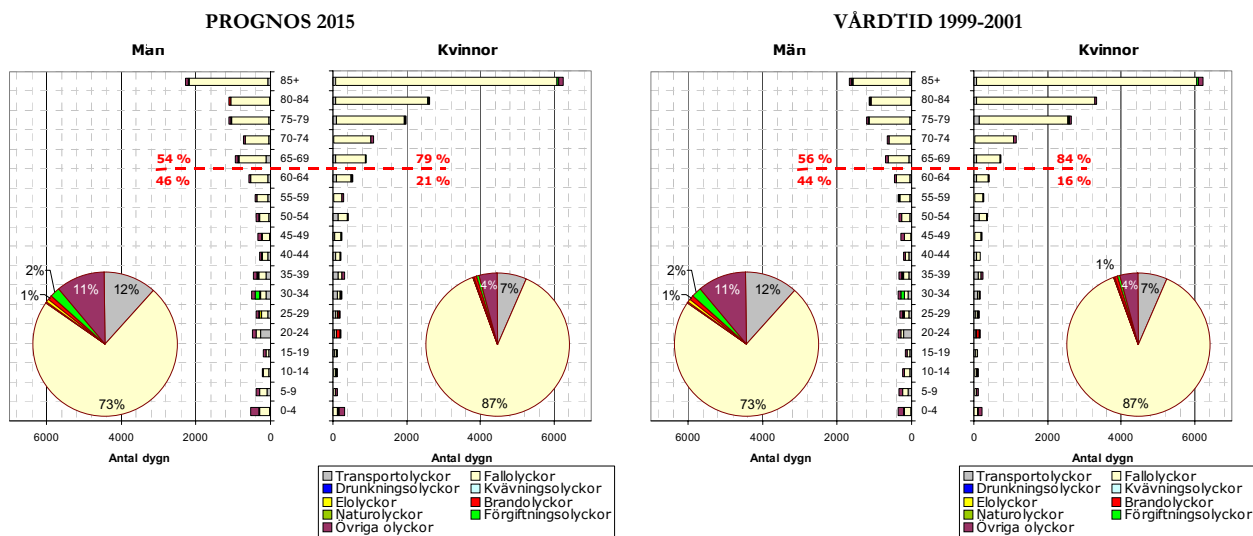 PROGNOS 2015
Män
Kvinnor
85+
80-84
75-79
70-74
65-69
60-64
55-59
50-54
45-49
40-44
35-39
30-34
25-29
20-24
15-19
10-14
5-9
0-4
54 %
46 %
79 %
21 %
2%
1%
11%
12%
73%
4%
7%
87%
6000 4000 2000 0
0 2000 4000 6000
Antal dygn
Antal dygn
Transportolyckor Fallolyckor
Drunkningsolyckor Kvävningsolyckor
Elolyckor Brandolyckor
Naturolyckor Förgiftningsolyckor
Övriga olyckor
VÅRDTID 1999-2001
Män
Kvinnor
85+
80-84
75-79
70-74
65-69
60-64
55-59
50-54
45-49
40-44
35-39
30-34
25-29
20-24
15-19
10-14
5-9
0-4
56 %
44 %
84 %
16 %
2%
1%
11%
12%
73%
1%
4%
7%
87%
6000 4000 2000 0
0 2000 4000 6000
Antal dygn
Antal dygn
Transportolyckor Fallolyckor
Drunkningsolyckor Kvävningsolyckor
Elolyckor Brandolyckor
Naturolyckor Förgiftningsolyckor
Övriga olyckor